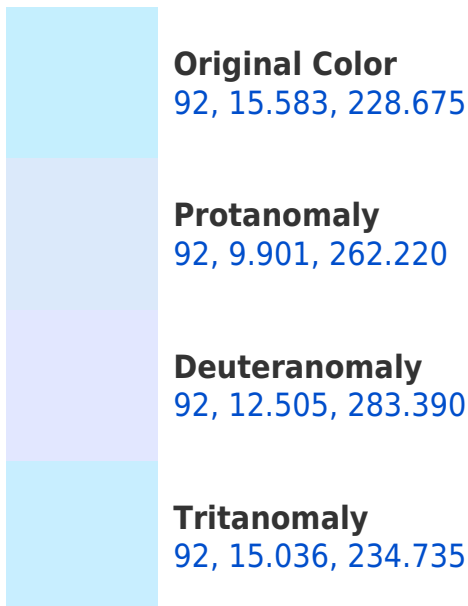 Original Color
92, 15.583, 228.675
Protanomaly
92, 9.901, 262.220
Deuteranomaly
92, 12.505, 283.390
Tritanomaly
92, 15.036, 234.735